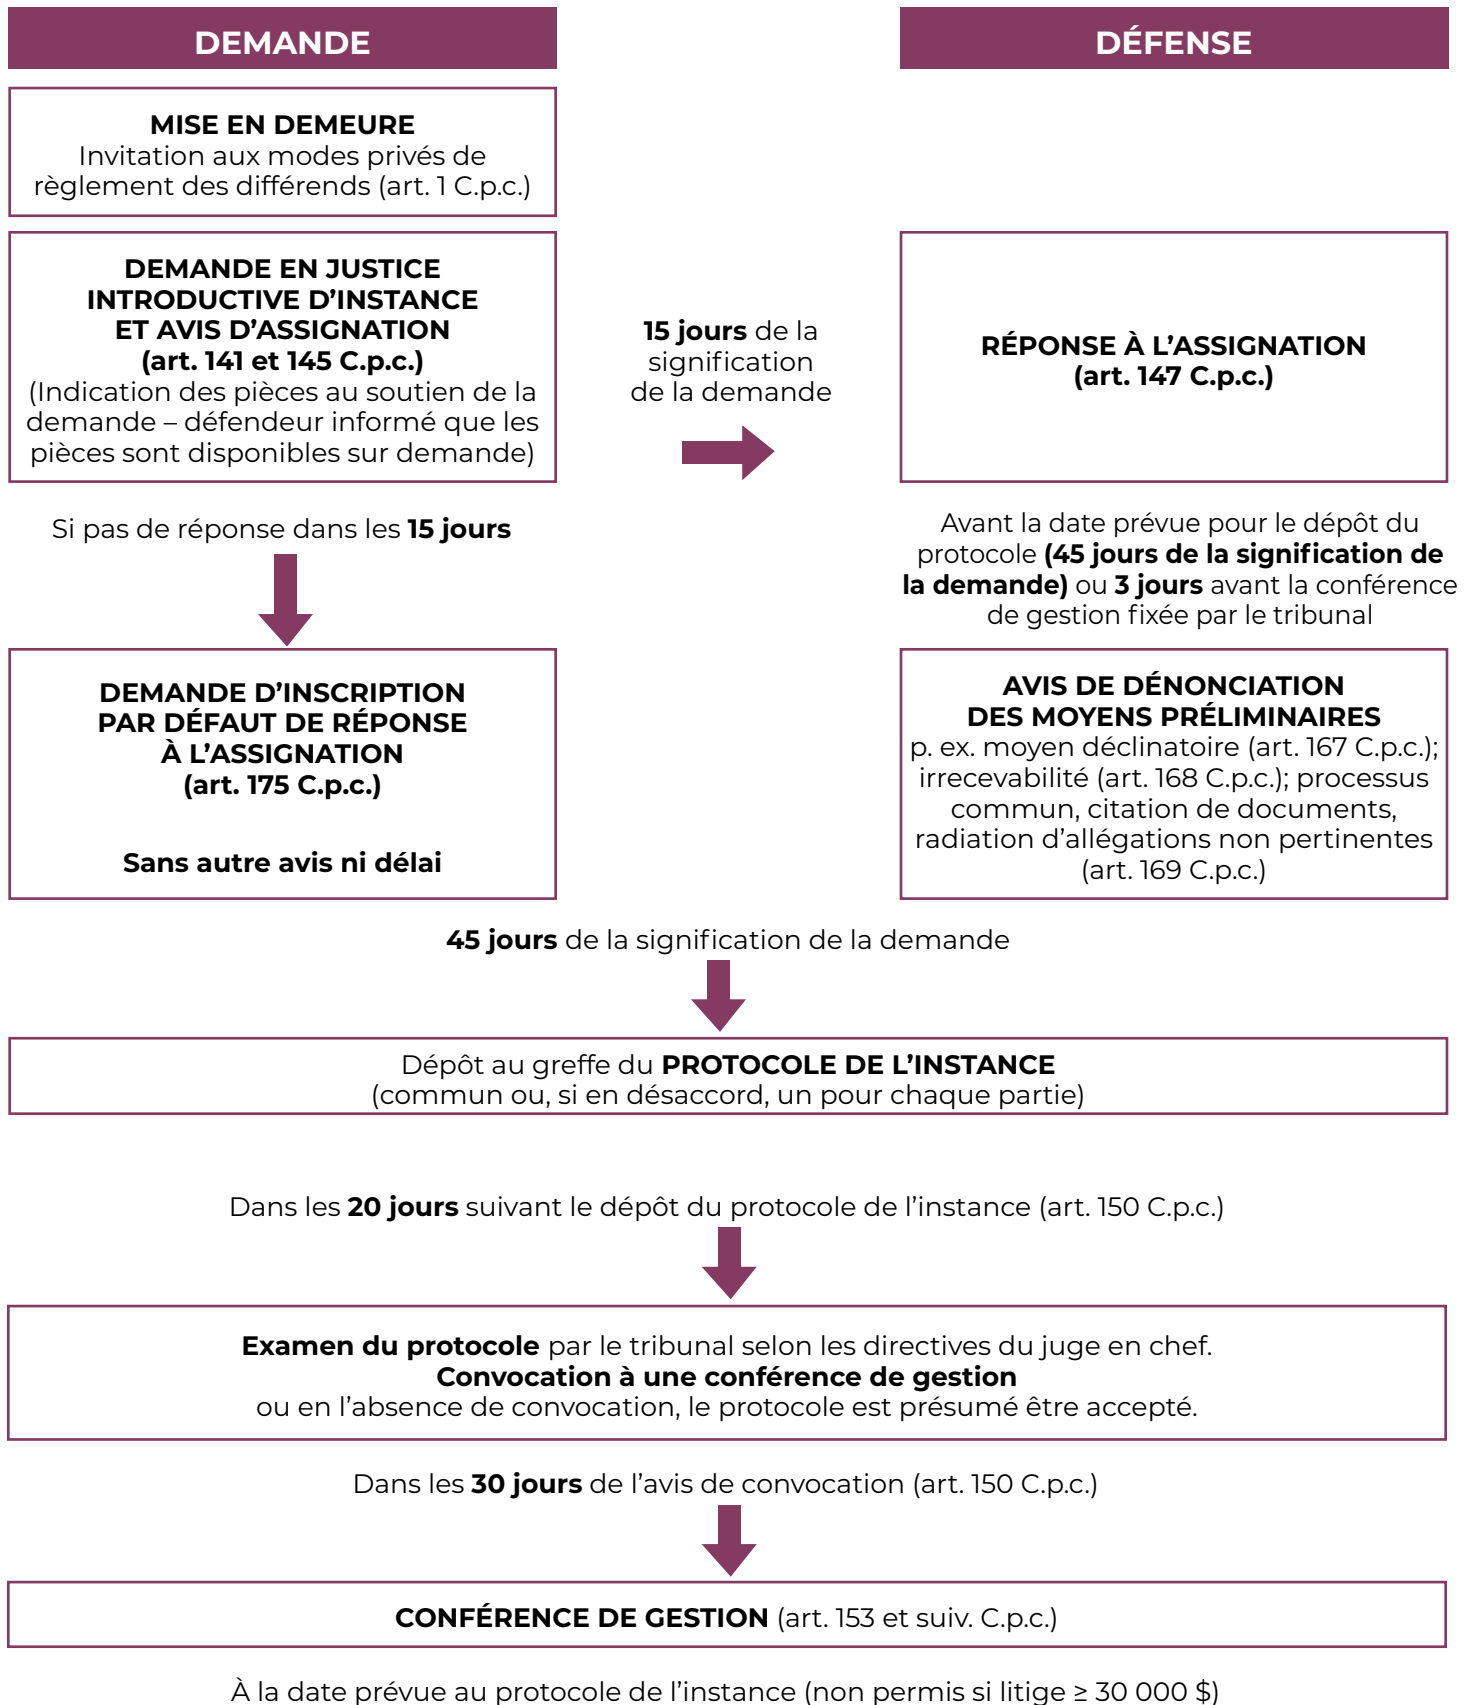 DEMANDE
DÉFENSE
MISE EN DEMEURE
Invitation aux modes privés de
règlement des différends (art. 1 C.p.c.)
DEMANDE EN JUSTICE
INTRODUCTIVE D’INSTANCE
ET AVIS D’ASSIGNATION
(art. 141 et 145 C.p.c.)
(Indication des pièces au soutien de la
demande – défendeur informé que les
pièces sont disponibles sur demande)
15 jours de la
signification
de la demande
RÉPONSE À L’ASSIGNATION
(art. 147 C.p.c.)
Si pas de réponse dans les 15 jours
Avant la date prévue pour le dépôt du
protocole (45 jours de la signification de
la demande) ou 3 jours avant la conférence
de gestion fixée par le tribunal
DEMANDE D’INSCRIPTION
PAR DÉFAUT DE RÉPONSE
À L’ASSIGNATION
(art. 175 C.p.c.)
Sans autre avis ni délai
AVIS DE DÉNONCIATION
DES MOYENS PRÉLIMINAIRES
p. ex. moyen déclinatoire (art. 167 C.p.c.);
irrecevabilité (art. 168 C.p.c.); processus
commun, citation de documents,
radiation d’allégations non pertinentes
(art. 169 C.p.c.)
45 jours de la signification de la demande
Dépôt au greffe du PROTOCOLE DE L’INSTANCE
(commun ou, si en désaccord, un pour chaque partie)
Dans les 20 jours suivant le dépôt du protocole de l’instance (art. 150 C.p.c.)
Examen du protocole par le tribunal selon les directives du juge en chef.
Convocation à une conférence de gestion
ou en l’absence de convocation, le protocole est présumé être accepté.
Dans les 30 jours de l’avis de convocation (art. 150 C.p.c.)
CONFÉRENCE DE GESTION (art. 153 et suiv. C.p.c.)
À la date prévue au protocole de l’instance (non permis si litige ≥ 30 000 $)